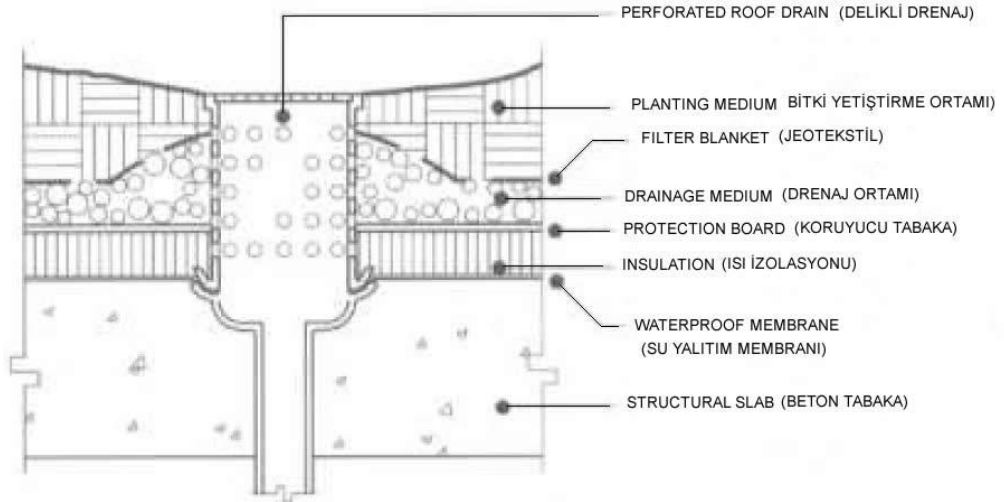 PERFORATED ROOF DRAIN (DELİKLİ DRENAJ)
PLANTING MEDIUM BİTKİ YETİŞTİRME ORTAMI)
FILTER BLANKET (JEOTEKSTİL)
DRAINAGE MEDIUM (DRENAJ ORTAMI)
PROTECTION BOARD (KORUYUCU TABAKA)
INSULATION (ISI İZOLASYONU)
WATERPROOF MEMBRANE
(SU YALITIM MEMBRANI)
STRUCTURAL SLAB (BETON TABAKA)